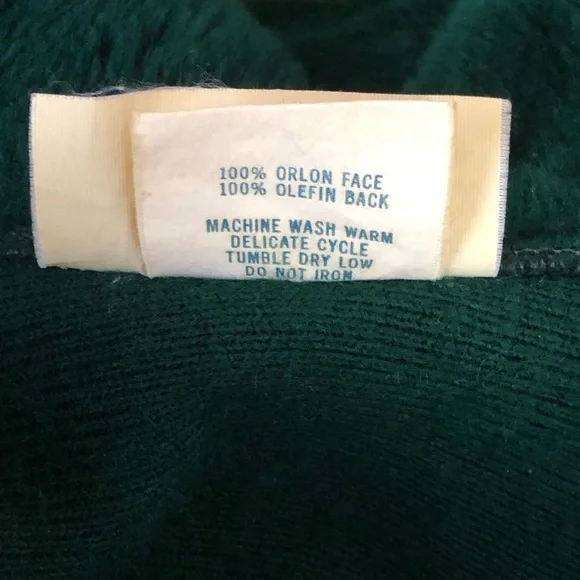 100% ORLON FACE
100% OLEFIN BACK
MACHINE WASH WARM
DELICATE CYCLE
TUMBLE DRY LOW
DO NOT IRON